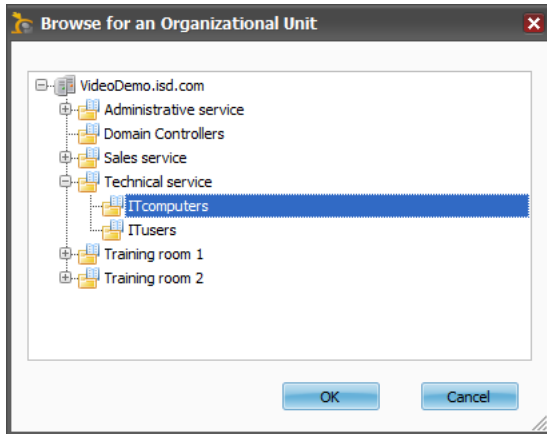 Browse for an Organizational Unit
VideoDemo.isd.com
Administrative service
Domain Controllers
Sales service
Technical service
ITcomputers
ITusers
Training room 1
Training room 2
OK
Cancel